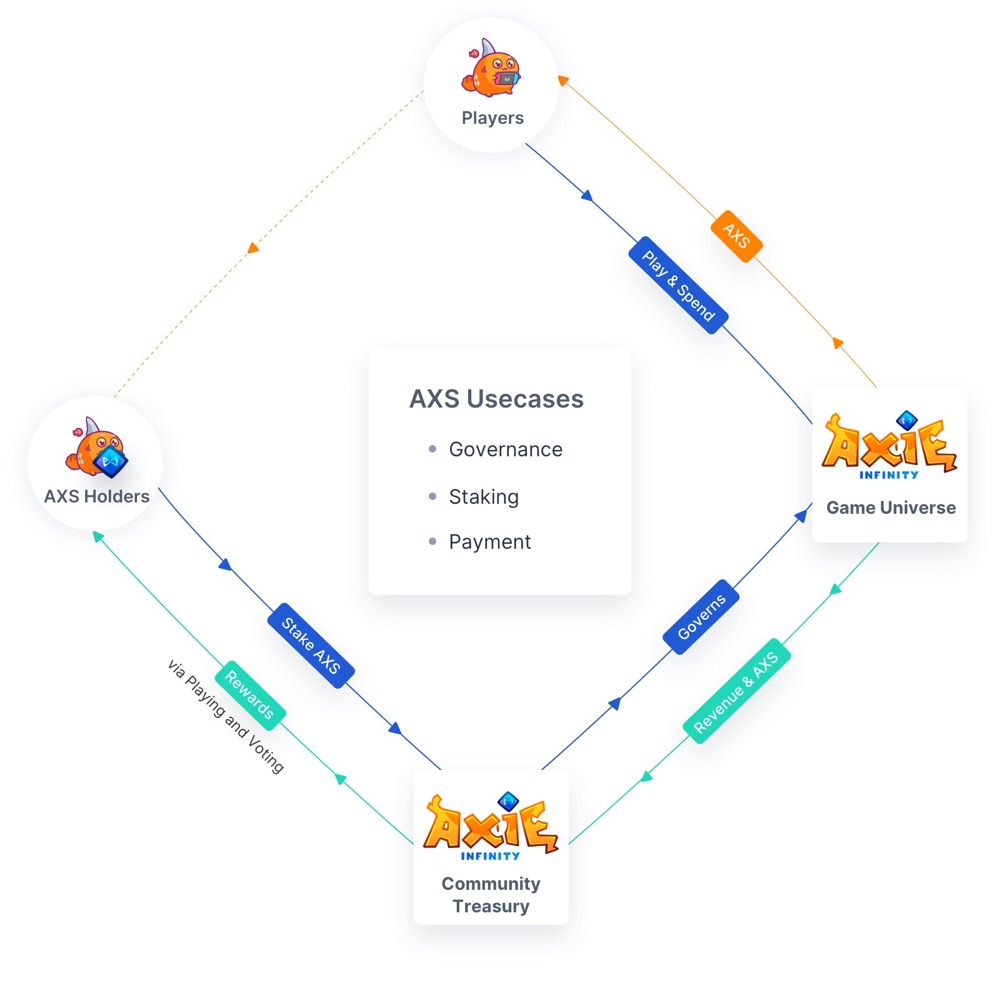 Players
AXS
Play & Spend
AXS Usecases
• Governance
• Staking
• Payment
AXS Holders
AXIE
INFINITY
Game Universe
Stake AXS
Governs
Rewards
via Playing and Voting
Revenue & AXS
AXIE
INFINITY
Community
Treasury